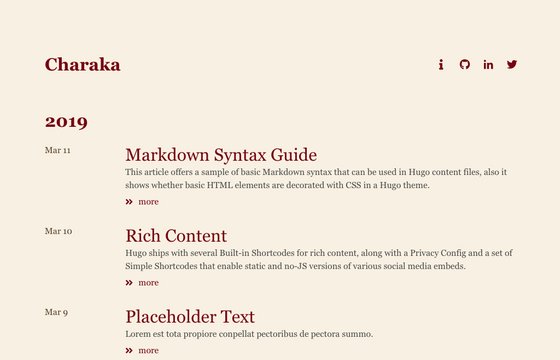 Charaka
2019
Mar 11
Markdown Syntax Guide
This article offers a sample of basic Markdown syntax that can be used in Hugo content files, also it
shows whether basic HTML elements are decorated with CSS in a Hugo theme.
more
Mar 10
Rich Content
Hugo ships with several Built-in Shortcodes for rich content, along with a Privacy Config and a set of
Simple Shortcodes that enable static and no-JS versions of various social media embeds.
more
Mar 9
Placeholder Text
Lorem est tota propiore conpellat pectoribus de pectora summo.
more